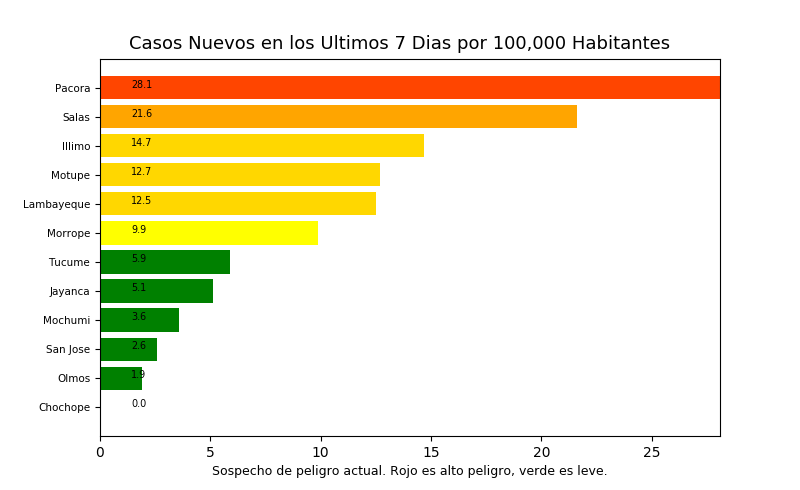 Casos Nuevos en los Ultimos 7 Dias por 100,000 Habitantes
Pacora 28.1
Salas 21.6
Illimo 14.7
Motupe 12.7
Lambayeque 12.5
Morrope 9.9
Tucume 5.9
Jayanca 5.1
Mochumi 3.6
San Jose 2.6
Olmos 1.9
Chochope 0.0
0 5 10 15 20 25
Sospecho de peligro actual. Rojo es alto peligro, verde es leve.